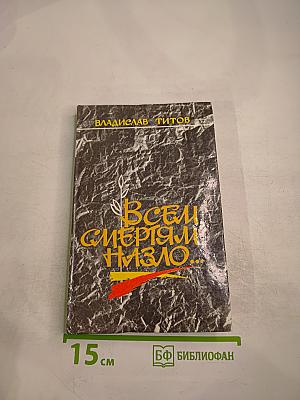 ВЛАДИСЛАВ ТИТОВ
ВСЕМ
СМЕРТЯМ
НАЗЛО...
15 см
БФ БИБЛИОФАН